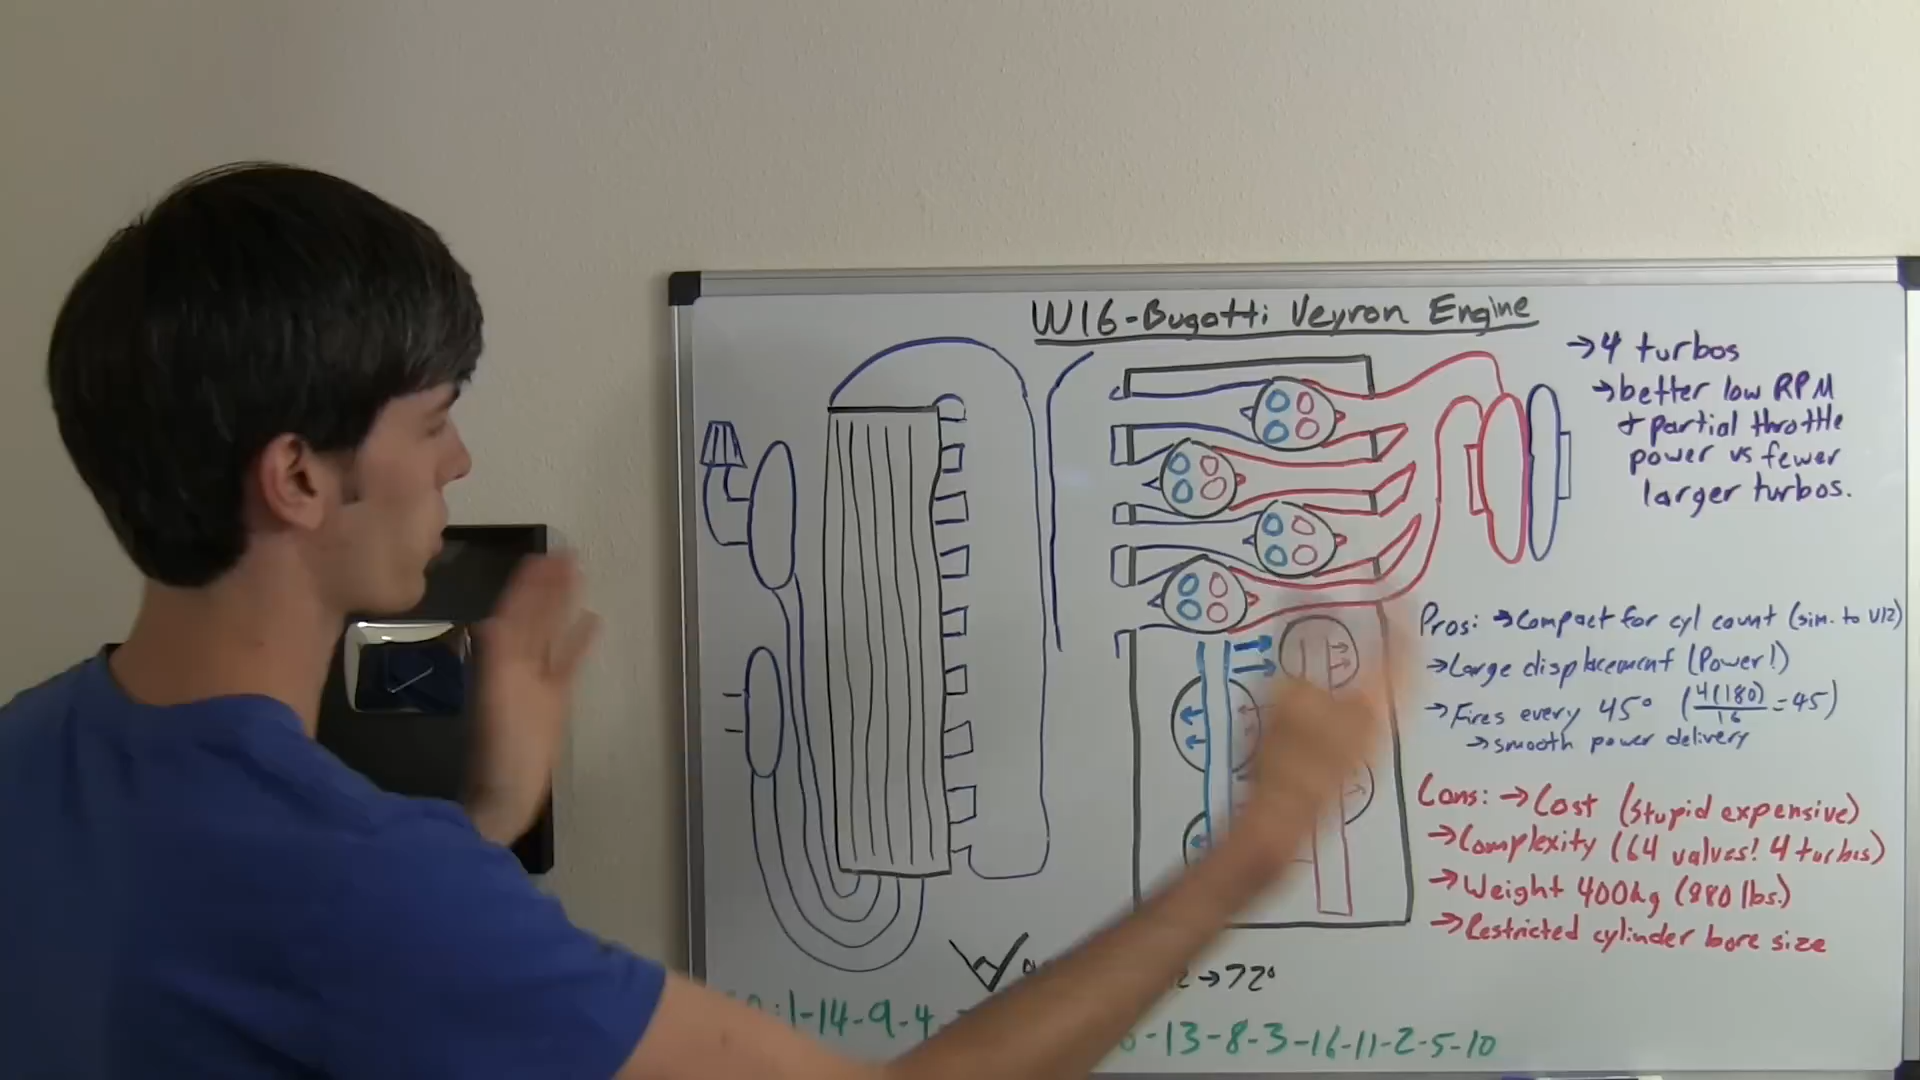 W16-Bugatti Veyron Engine
→4 turbos
→better low RPM
+ partial throttle
power vs fewer
larger turbos.
Pros: →Compact for cyl count (sim. to V12)
→Large displacement (Power!)
→Fires every 45° (4(180)/16 = 45)
→smooth power delivery
Cons: →Cost (Stupid expensive)
→Complexity (64 valves! 4 turbos)
→Weight 400kg (880 lbs.)
→Restricted cylinder bore size
→72°
1-14-9-4
-13-8-3-16-11-2-5-10